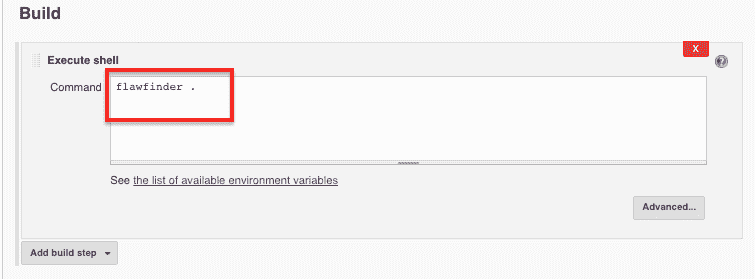 Build
X
Execute shell
Command
flawfinder .
See the list of available environment variables
Advanced...
Add build step